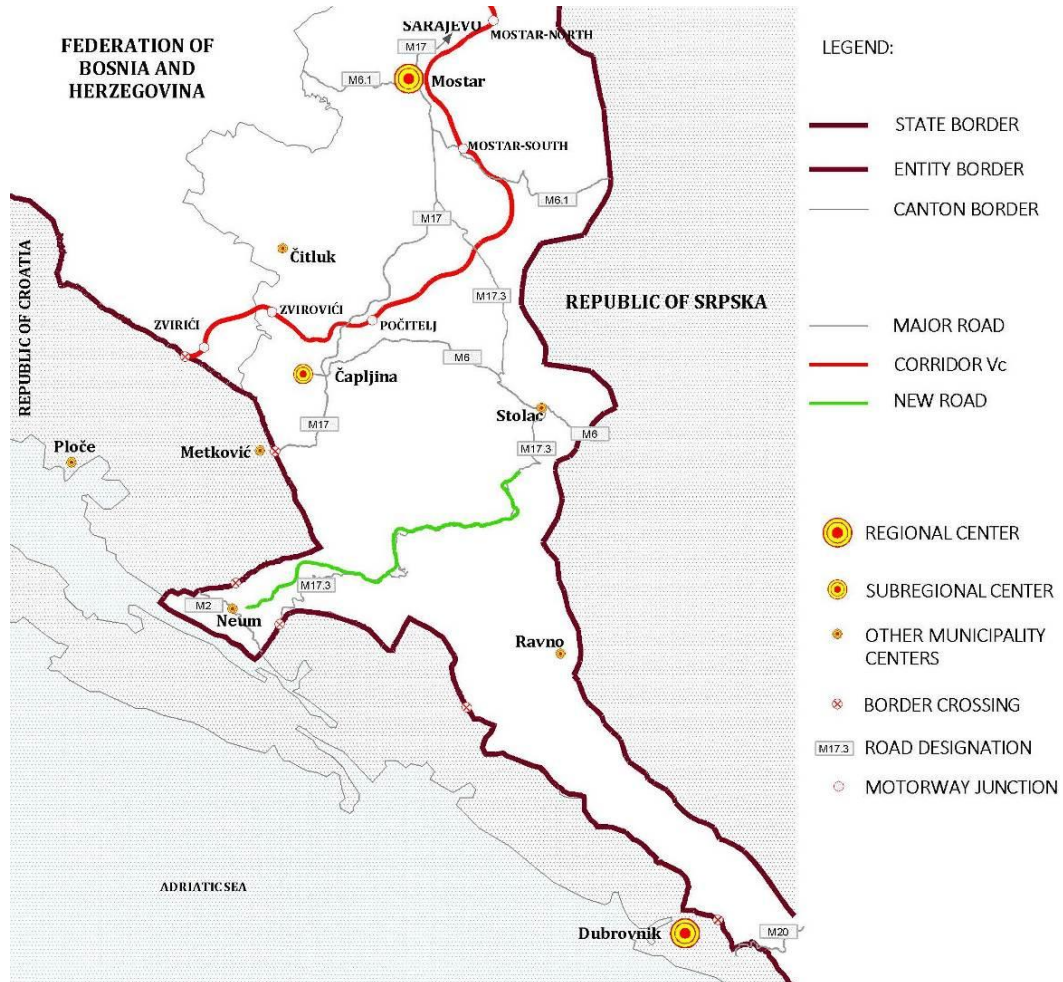 SARAJEVO
MOSTAR-NORTH
FEDERATION OF
BOSNIA AND
HERZEGOVINA
M17
M6.1
Mostar
MOSTAR-SOUTH
M6.1
M17
Čitluk
REPUBLIC OF CROATIA
M17.3
REPUBLIC OF SRPSKA
ZVIROVIĆI
ZVIRIĆI
POČITELJ
M6
Čapljina
Stolac
M17
M6
Ploče
Metković
M17.3
M17.3
M2
Neum
Ravno
ADRIATIC SEA
Dubrovnik
M20
LEGEND:
STATE BORDER
ENTITY BORDER
CANTON BORDER
MAJOR ROAD
CORRIDOR Vc
NEW ROAD
REGIONAL CENTER
SUBREGIONAL CENTER
OTHER MUNICIPALITY
CENTERS
BORDER CROSSING
M17.3 ROAD DESIGNATION
MOTORWAY JUNCTION